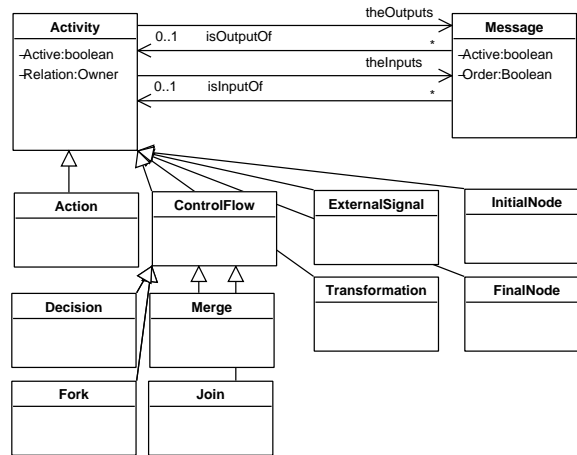 Activity
-Active:boolean
-Relation:Owner
theOutputs
0..1 isOutputOf *
theInputs
0..1 isInputOf *
Message
-Active:boolean
-Order:Boolean
Action
ControlFlow
ExternalSignal
InitialNode
Decision
Merge
Transformation
FinalNode
Fork
Join